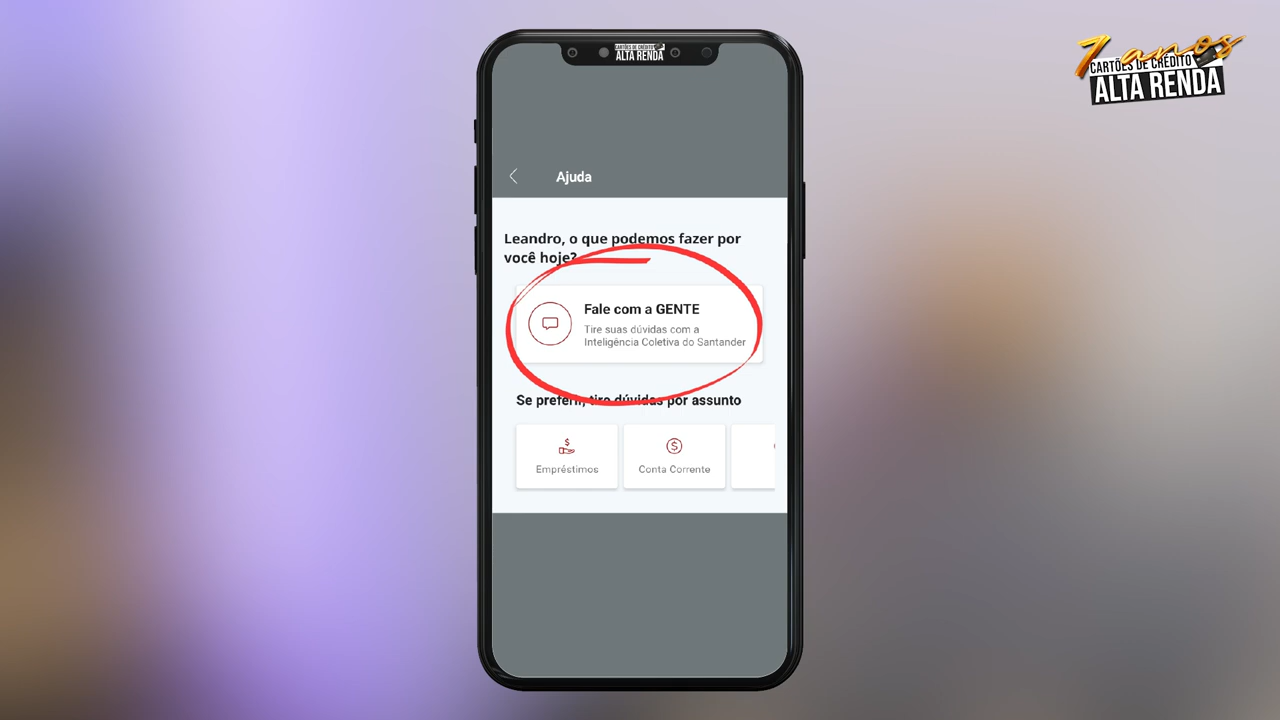 CARTÕES DE CRÉDITO
ALTA RENDA
7 anos
CARTÕES DE CRÉDITO
ALTA RENDA
Ajuda
Leandro, o que podemos fazer por
você hoje?
Fale com a GENTE
Tire suas dúvidas com a
Inteligência Coletiva do Santander
Se preferir, tire dúvidas por assunto
Empréstimos
Conta Corrente